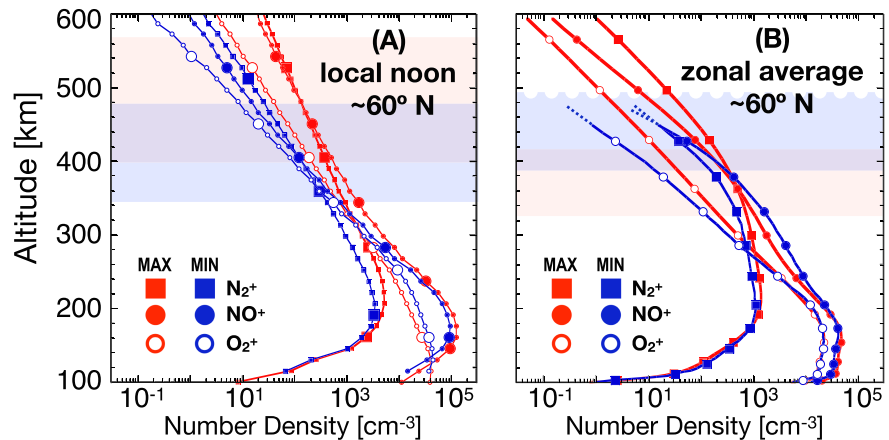 Altitude [km]
600
500
400
300
200
100
(A)
local noon
~60º N
MAX MIN
N₂⁺
NO⁺
O₂⁺
10⁻¹ 10¹ 10³ 10⁵
Number Density [cm⁻³]
(B)
zonal average
~60º N
MAX MIN
N₂⁺
NO⁺
O₂⁺
10⁻¹ 10¹ 10³ 10⁵
Number Density [cm⁻³]